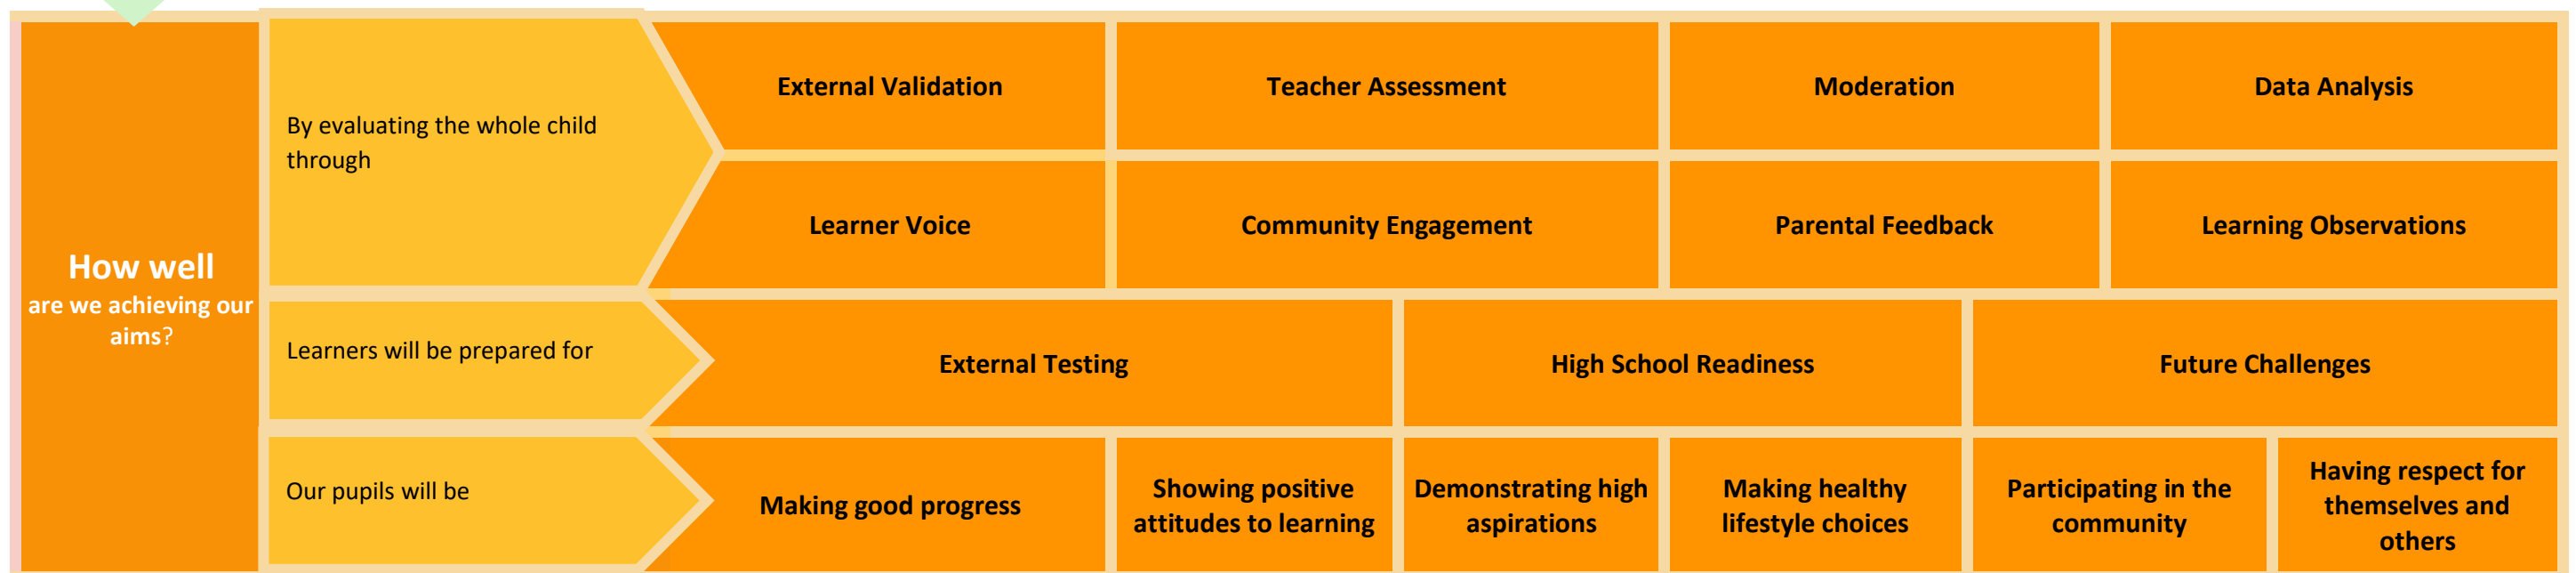 How well
are we achieving our
aims?
By evaluating the whole child
through
External Validation
Teacher Assessment
Moderation
Data Analysis
Learner Voice
Community Engagement
Parental Feedback
Learning Observations
Learners will be prepared for
External Testing
High School Readiness
Future Challenges
Our pupils will be
Making good progress
Showing positive
attitudes to learning
Demonstrating high
aspirations
Making healthy
lifestyle choices
Participating in the
community
Having respect for
themselves and
others